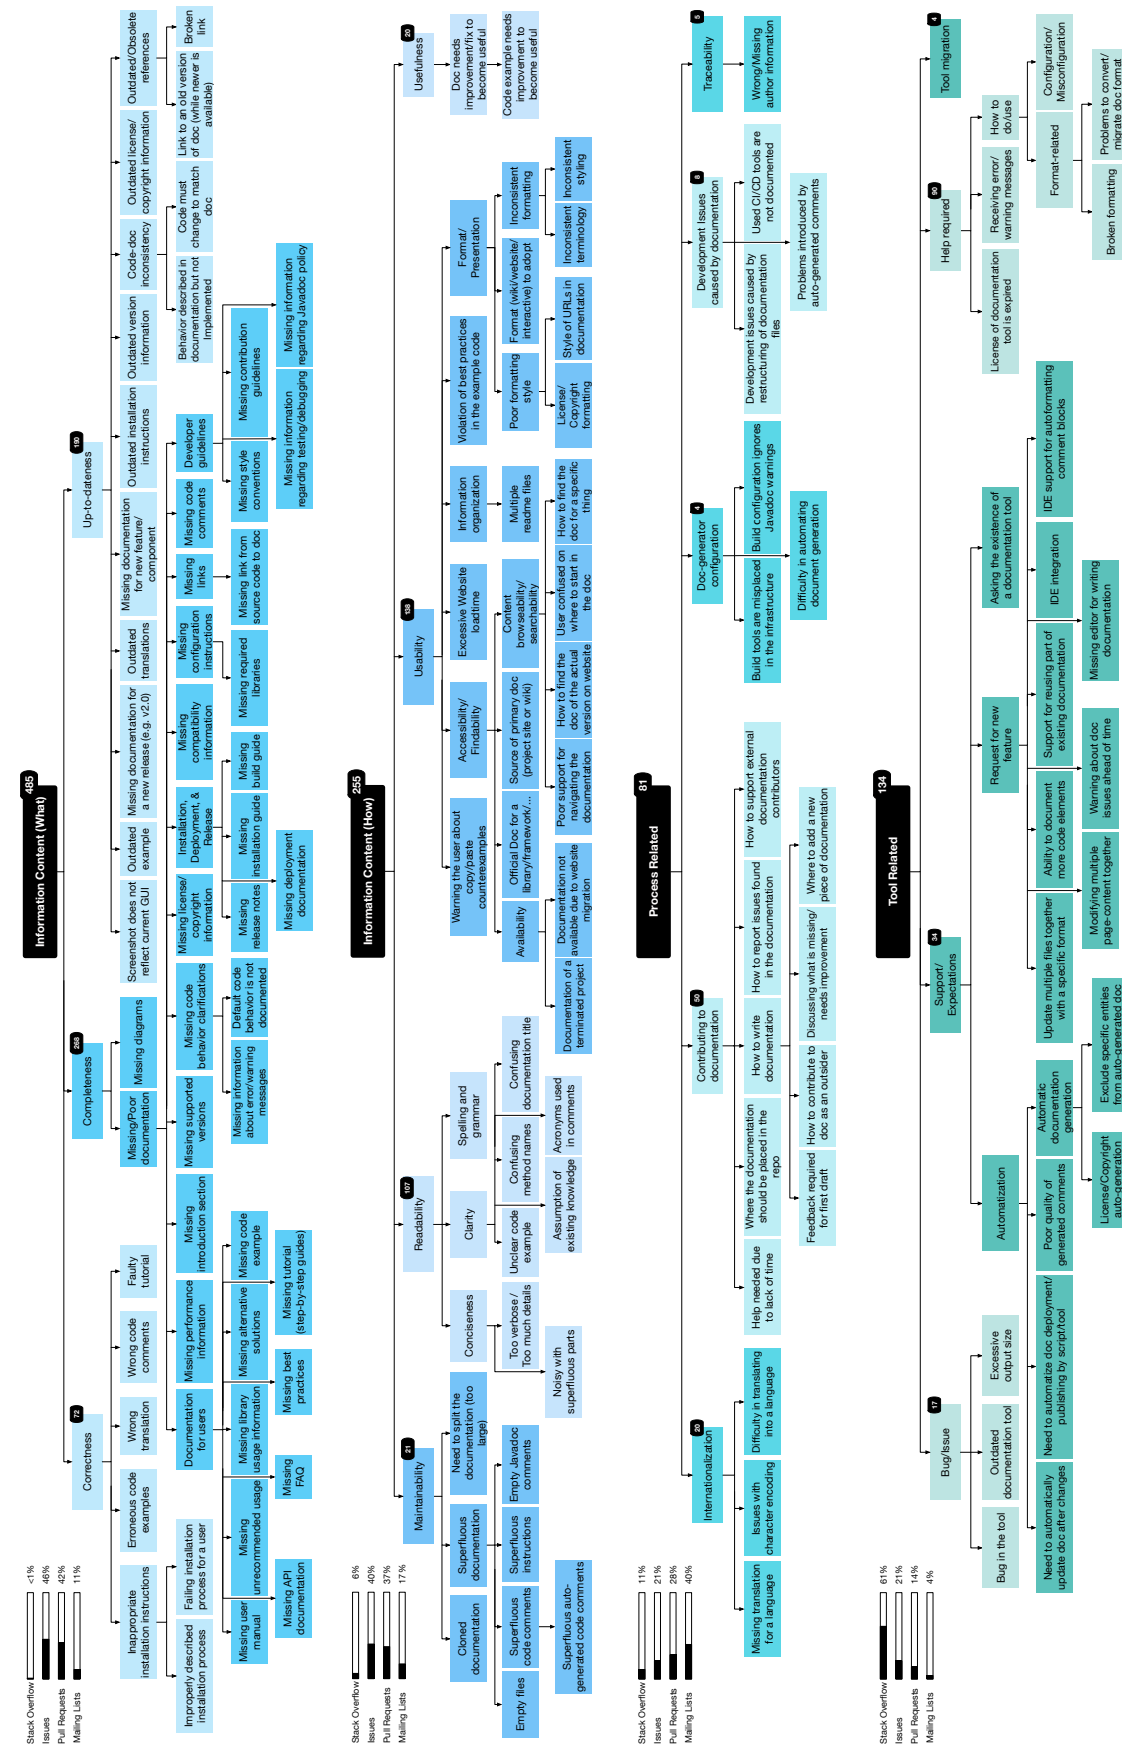 Stack Overflow
<1%
Issues
46%
Pull Requests
42%
Mailing Lists
11%
Information Content (What)
485
Correctness
72
Completeness
268
Up-to-dateness
190
Inappropriate
installation instructions
Erroneous code
examples
Wrong
translation
Wrong code
comments
Faulty
tutorial
Missing/Poor
documentation
Missing diagrams
Screenshot does not
reflect current GUI
Outdated
example
Missing documentation for
a new release (e.g. v2.0)
Outdated
translations
Missing documentation
for new feature/
component
Outdated installation
instructions
Outdated version
information
Code-doc
inconsistency
Outdated license/
copyright information
Outdated/Obsolete
references
Improperly described
installation process
Failing installation
process for a user
Documentation
for users
Missing performance
information
Missing
introduction section
Missing supported
versions
Missing code
behavior clarifications
Missing license/
copyright
information
Installation,
Deployment, &
Release
Missing
compatibility
information
Missing
configuration
instructions
Missing
links
Missing code
comments
Developer
guidelines
Behavior described in
documentation but not
Implemented
Code must
change to match
doc
Link to an old version
of doc (while newer is
available)
Broken
link
Missing user
manual
Missing
unrecommended usage
Missing library
usage information
Missing alternative
solutions
Missing code
example
Missing information
about error/warning
messages
Default code
behavior is not
documented
Missing
release notes
Missing
installation guide
Missing
build guide
Missing required
libraries
Missing link from
source code to doc
Missing style
conventions
Missing contribution
guidelines
Missing API
documentation
Missing
FAQ
Missing best
practices
Missing tutorial
(step-by-step guides)
Missing deployment
documentation
Missing information
regarding testing/debugging
Missing information
regarding Javadoc policy
Stack Overflow
6%
Issues
40%
Pull Requests
37%
Mailing Lists
17%
Information Content (How)
255
Maintainability
21
Readability
107
Usability
138
Usefulness
20
Cloned
documentation
Superfluous
documentation
Need to split the
documentation (too
large)
Conciseness
Clarity
Spelling and
grammar
Warning the user about
copy/paste
counterexamples
Accessibility/
Findability
Excessive Website
loadtime
Information
organization
Violation of best practices
in the example code
Format/
Presentation
Doc needs
improvement/fix to
become useful
Empty files
Superfluous
code comments
Superfluous
instructions
Empty Javadoc
comments
Too verbose /
Too much details
Unclear code
example
Confusing
method names
Confusing
documentation title
Availability
Official Doc for a
library/framework/...
Source of primary doc
(project site or wiki)
Content
browseability/
searchability
Multiple
readme files
Poor formatting
style
Format (wiki/website/
interactive) to adopt
Inconsistent
formatting
Code example needs
improvement to
become useful
Superfluous auto-
generated code comments
Noisy with
superfluous parts
Assumption of
existing knowledge
Acronyms used
in comments
Documentation of a
terminated project
Documentation not
available due to website
migration
Poor support for
navigating the
documentation
How to find the
doc of the actual
version on website
User confused on
where to start in
the doc
How to find the
doc for a specific
thing
License/
Copyright
formatting
Style of URLs in
documentation
Inconsistent
terminology
Inconsistent
styling
Stack Overflow
11%
Issues
21%
Pull Requests
28%
Mailing Lists
40%
Process Related
81
Internationalization
20
Contributing to
documentation
50
Doc-generator
configuration
4
Development Issues
caused by documentation
8
Traceability
5
Missing translation
for a language
Issues with
character encoding
Difficulty in translating
into a language
Help needed due
to lack of time
Where the documentation
should be placed in the
repo
How to write
documentation
How to report issues found
in the documentation
How to support external
documentation
contributors
Build tools are misplaced
in the infrastructure
Build configuration ignores
Javadoc warnings
Development issues caused by
restructuring of documentation
files
Used CI/CD tools are
not documented
Wrong/Missing
author information
Feedback required
for first draft
How to contribute to
doc as an outsider
Discussing what is missing/
needs improvement
Where to add a new
piece of documentation
Difficulty in automating
document generation
Problems introduced by
auto-generated comments
Stack Overflow
61%
Issues
21%
Pull Requests
14%
Mailing Lists
4%
Tool Related
134
Bug/Issue
17
Support/
Expectations
34
Help required
90
Tool migration
4
Bug in the tool
Outdated
documentation tool
Excessive
output size
Automatization
Request for new
feature
Asking the existence of
a documentation tool
License of documentation
tool is expired
Receiving error/
warning messages
How to
do/use
Need to automatically
update doc after changes
Need to automatize doc deployment/
publishing by script/tool
Poor quality of
generated comments
Automatic
documentation
generation
Update multiple files together
with a specific format
Ability to document
more code elements
Support for reusing part of
existing documentation
IDE integration
IDE support for autoformatting
comment blocks
Format-related
Configuration/
Misconfiguration
License/Copyright
auto-generation
Exclude specific entities
from auto-generated doc
Modifying multiple
page-content together
Warning about doc
issues ahead of time
Missing editor for writing
documentation
Broken formatting
Problems to convert/
migrate doc format